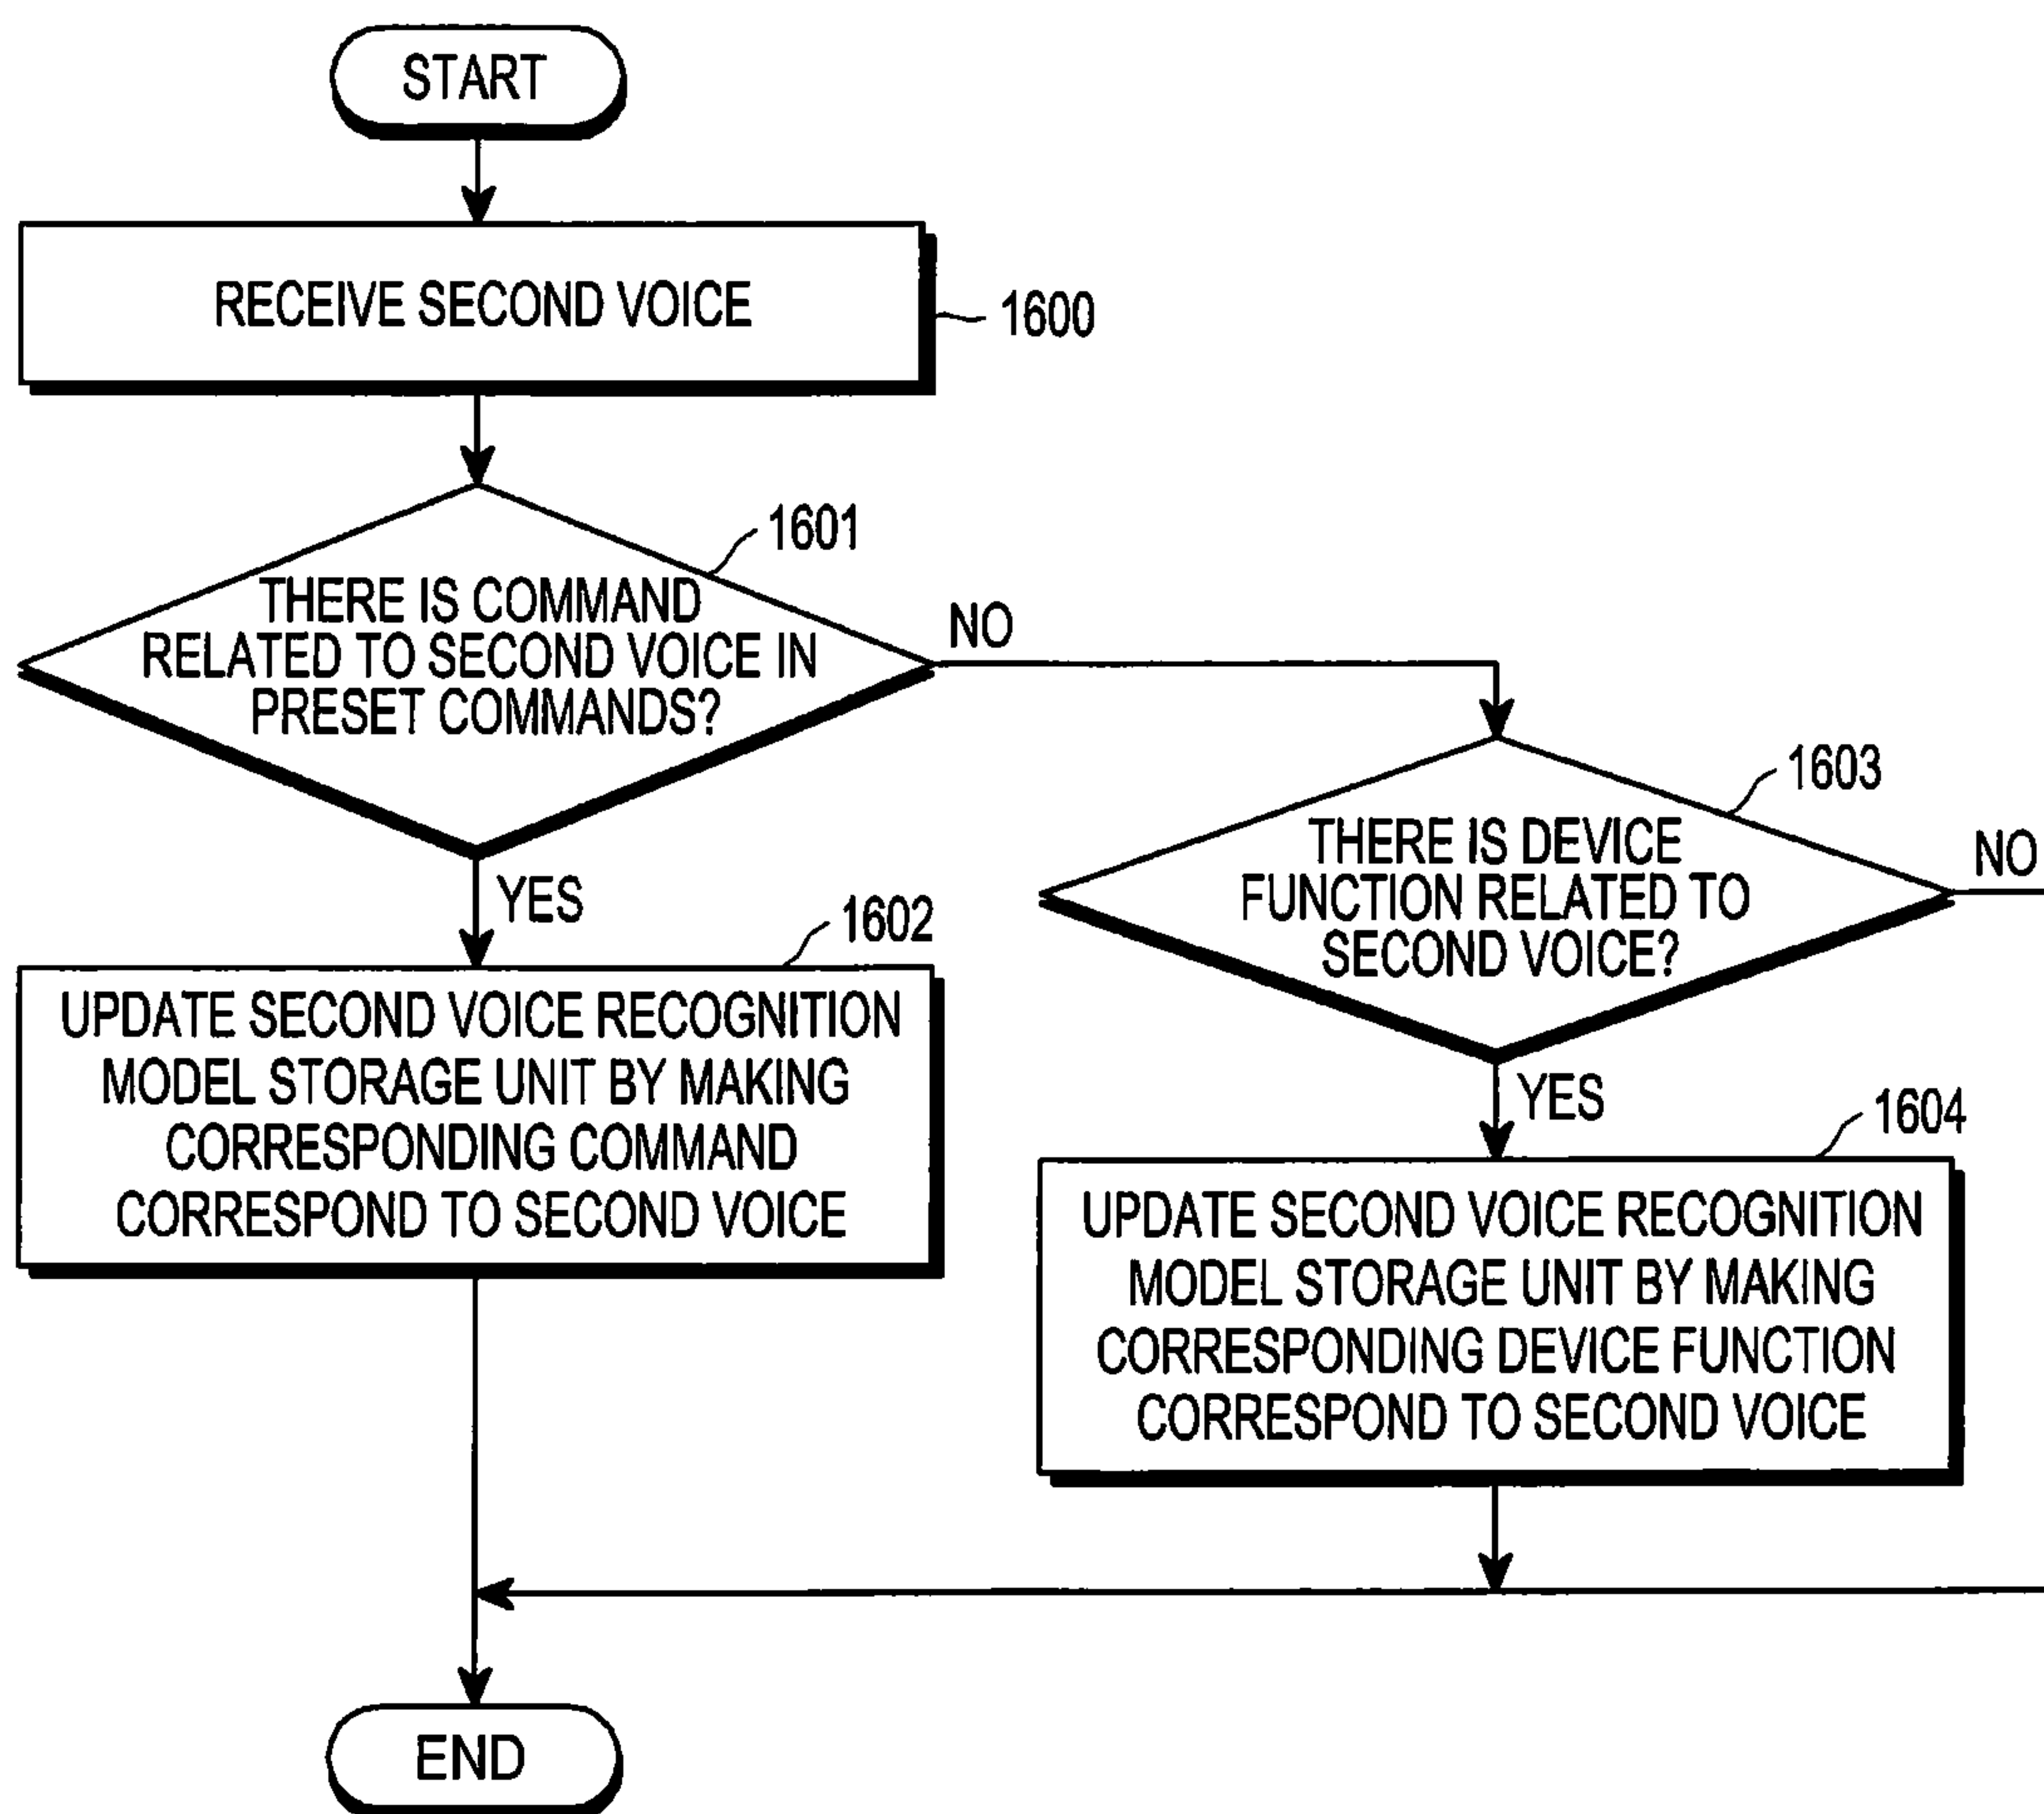 START
RECEIVE SECOND VOICE
1600
1601
THERE IS COMMAND
RELATED TO SECOND VOICE IN
PRESET COMMANDS?
NO
YES
1602
UPDATE SECOND VOICE RECOGNITION
MODEL STORAGE UNIT BY MAKING
CORRESPONDING COMMAND
CORRESPOND TO SECOND VOICE
1603
THERE IS DEVICE
FUNCTION RELATED TO
SECOND VOICE?
NO
YES
1604
UPDATE SECOND VOICE RECOGNITION
MODEL STORAGE UNIT BY MAKING
CORRESPONDING DEVICE FUNCTION
CORRESPOND TO SECOND VOICE
END